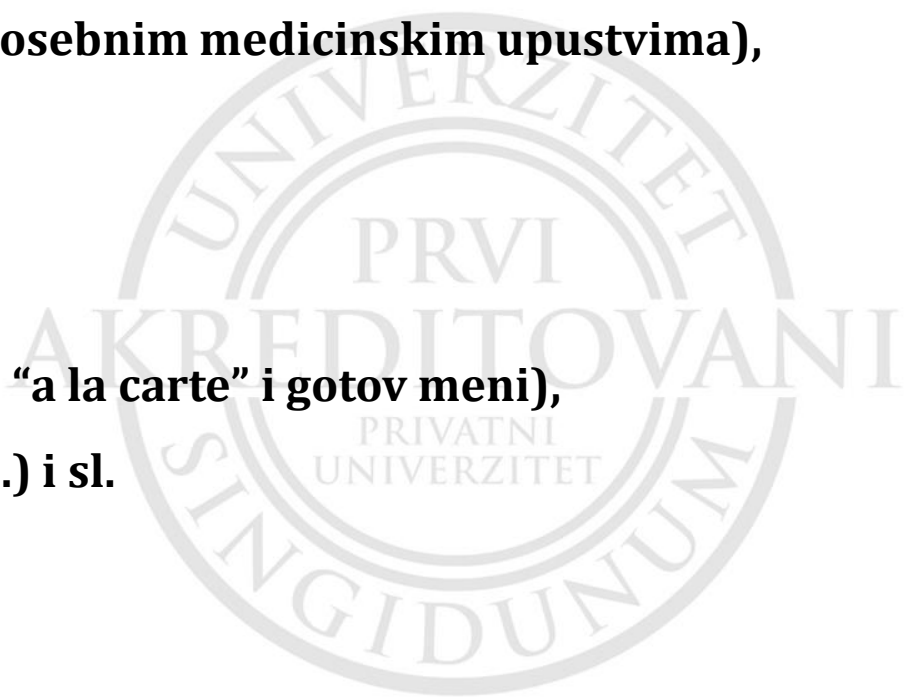 osebnim medicinskim upustvima),
UNIVERZITET
PRVI
AKREDITOVANI
“a la carte” i gotov meni),
PRIVATNI
.) i sl.
UNIVERZITET
SINGIDUNUM